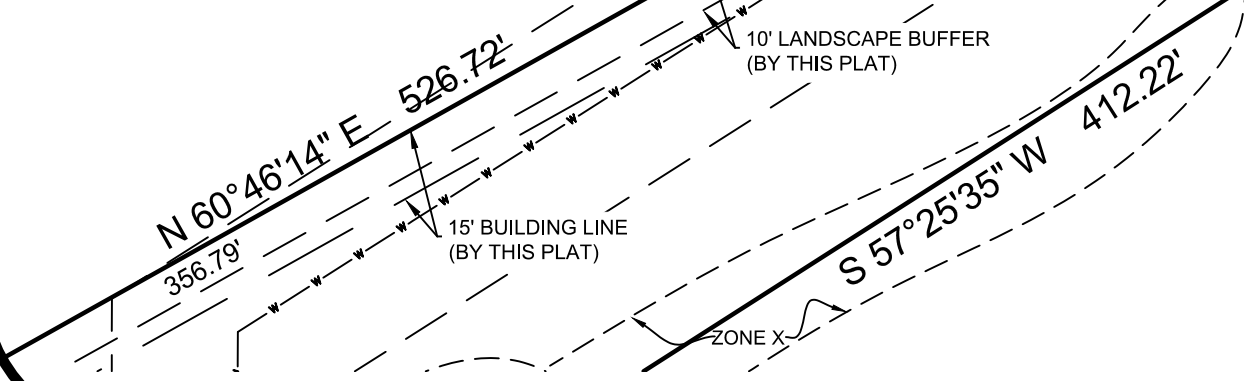 10' LANDSCAPE BUFFER
(BY THIS PLAT)
N 60°46'14" E 526.72'
356.79'
15' BUILDING LINE
(BY THIS PLAT)
S 57°25'35" W 412.22'
ZONE X
W
W
W
W
W
W
W
W
W
W
W
W